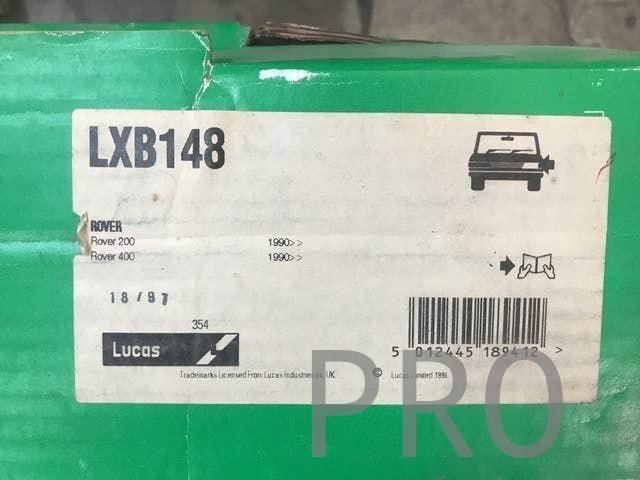 LXB148
ROVER
Rover 200 1990>>
Rover 400 1990>>
18/97
354
Lucas
5 012445 189412 >
Trademarks Licensed From Lucas Industries plc UK.
© Lucas Limited 1996
PRO